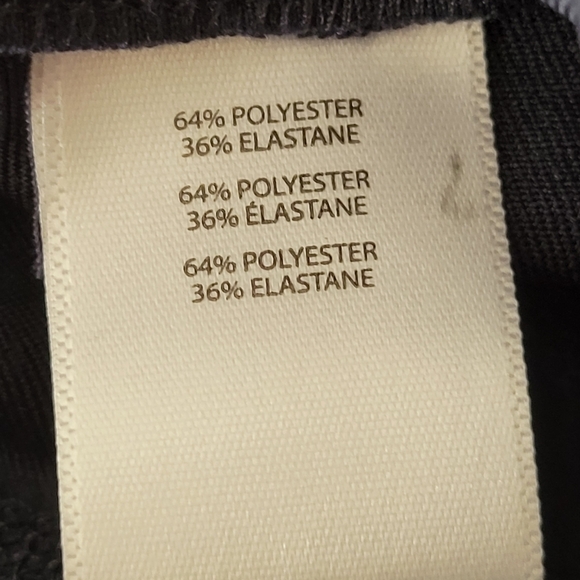 64% POLYESTER
36% ELASTANE
64% POLYESTER
36% ÉLASTANE
64% POLYESTER
36% ELASTANE